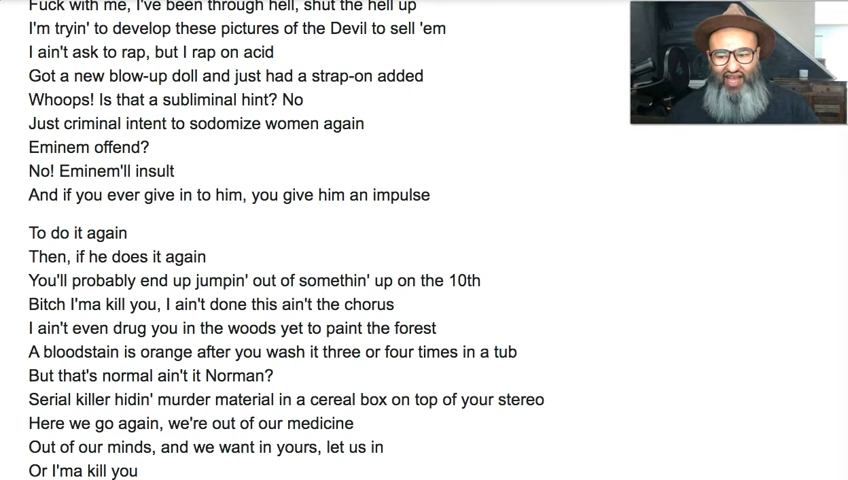 Fuck with me, I've been through hell, shut the hell up
I'm tryin' to develop these pictures of the Devil to sell 'em
I ain't ask to rap, but I rap on acid
Got a new blow-up doll and just had a strap-on added
Whoops! Is that a subliminal hint? No
Just criminal intent to sodomize women again
Eminem offend?
No! Eminem'll insult
And if you ever give in to him, you give him an impulse
To do it again
Then, if he does it again
You'll probably end up jumpin' out of somethin' up on the 10th
Bitch I'ma kill you, I ain't done this ain't the chorus
I ain't even drug you in the woods yet to paint the forest
A bloodstain is orange after you wash it three or four times in a tub
But that's normal ain't it Norman?
Serial killer hidin' murder material in a cereal box on top of your stereo
Here we go again, we're out of our medicine
Out of our minds, and we want in yours, let us in
Or I'ma kill you